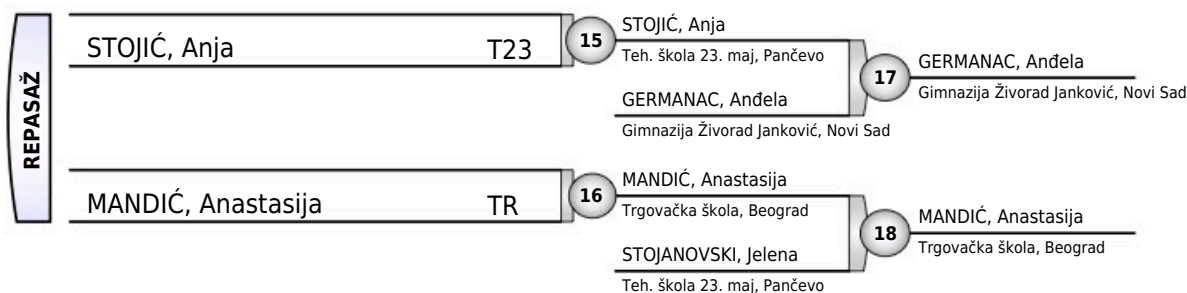 REPASAŽ
STOJIĆ, Anja T23
15
STOJIĆ, Anja
Teh. škola 23. maj, Pančevo
GERMANAC, Anđela
Gimnazija Živorad Janković, Novi Sad
17
GERMANAC, Anđela
Gimnazija Živorad Janković, Novi Sad
MANDIĆ, Anastasija TR
16
MANDIĆ, Anastasija
Trgovačka škola, Beograd
STOJANOVSKI, Jelena
Teh. škola 23. maj, Pančevo
18
MANDIĆ, Anastasija
Trgovačka škola, Beograd